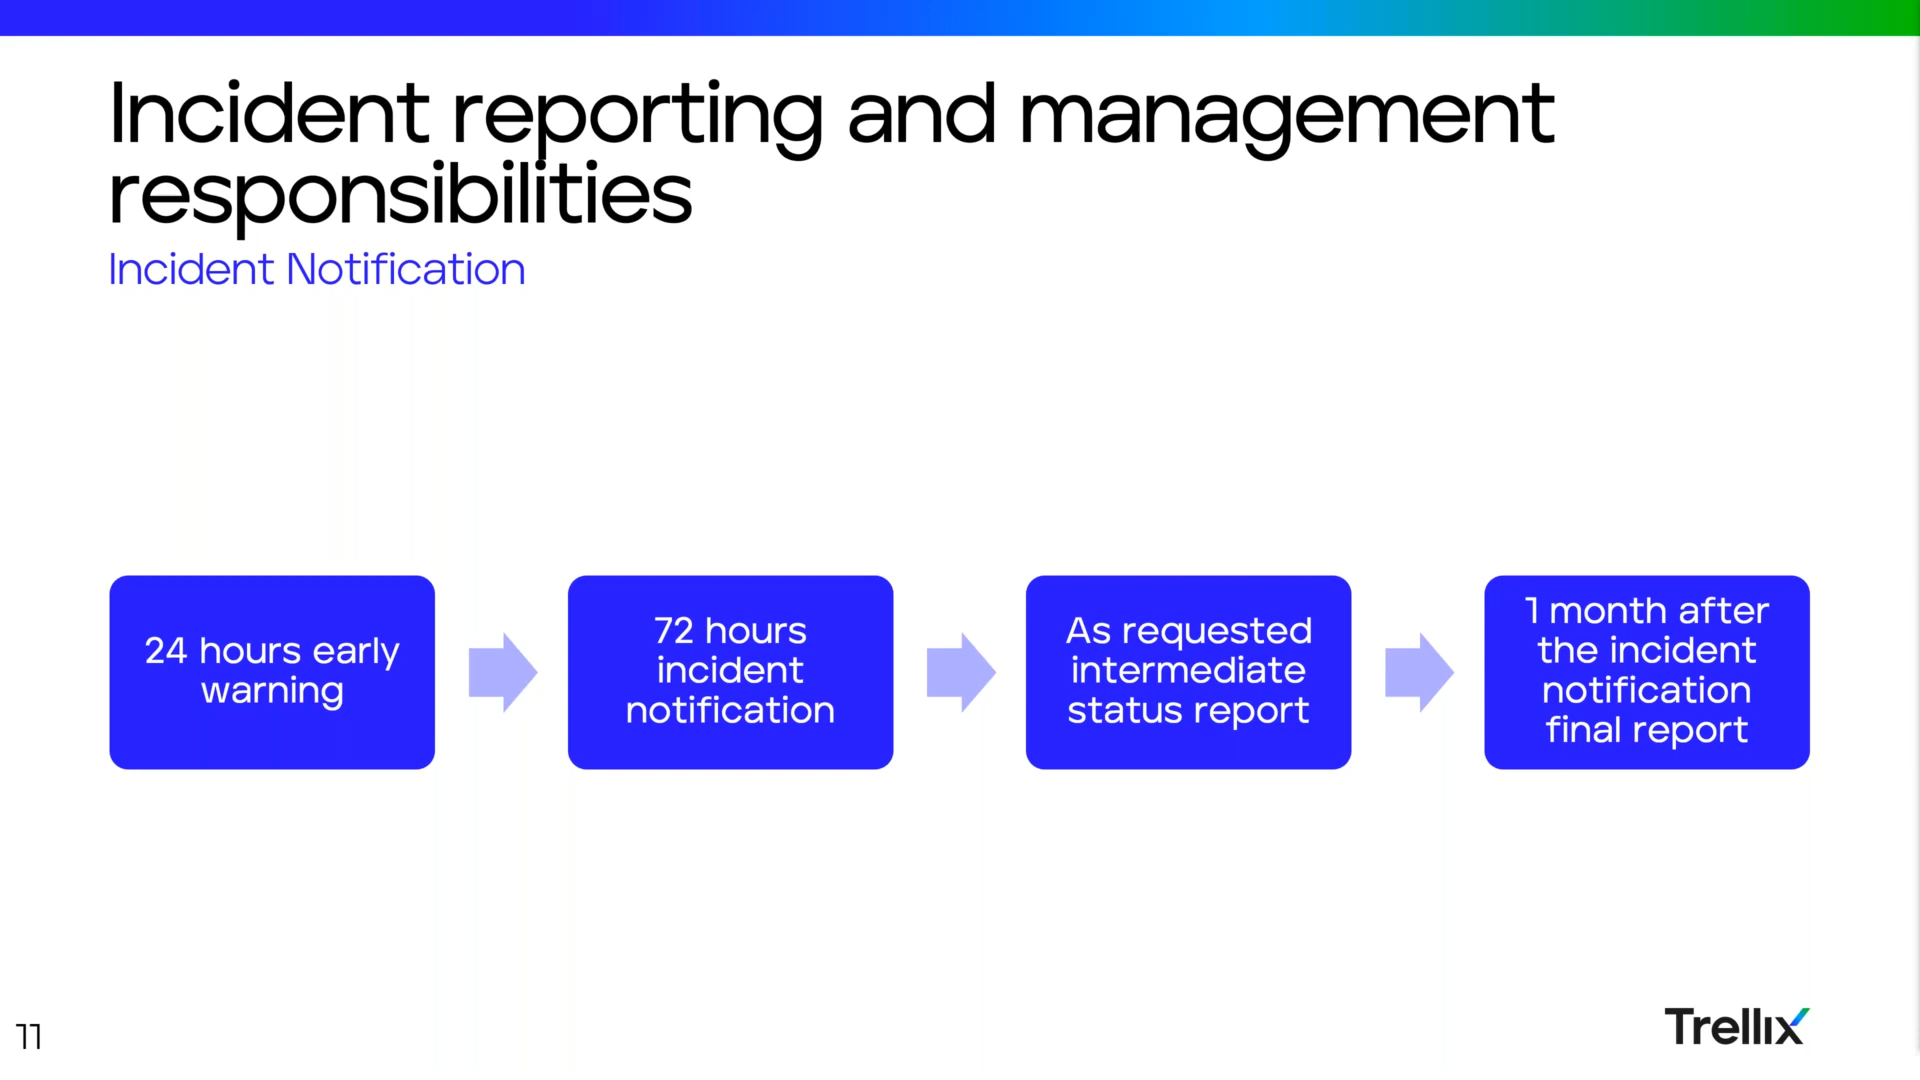 Incident reporting and management
responsibilities
Incident Notification
24 hours early
warning
72 hours
incident
notification
As requested
intermediate
status report
1 month after
the incident
notification
final report
11
Trellix